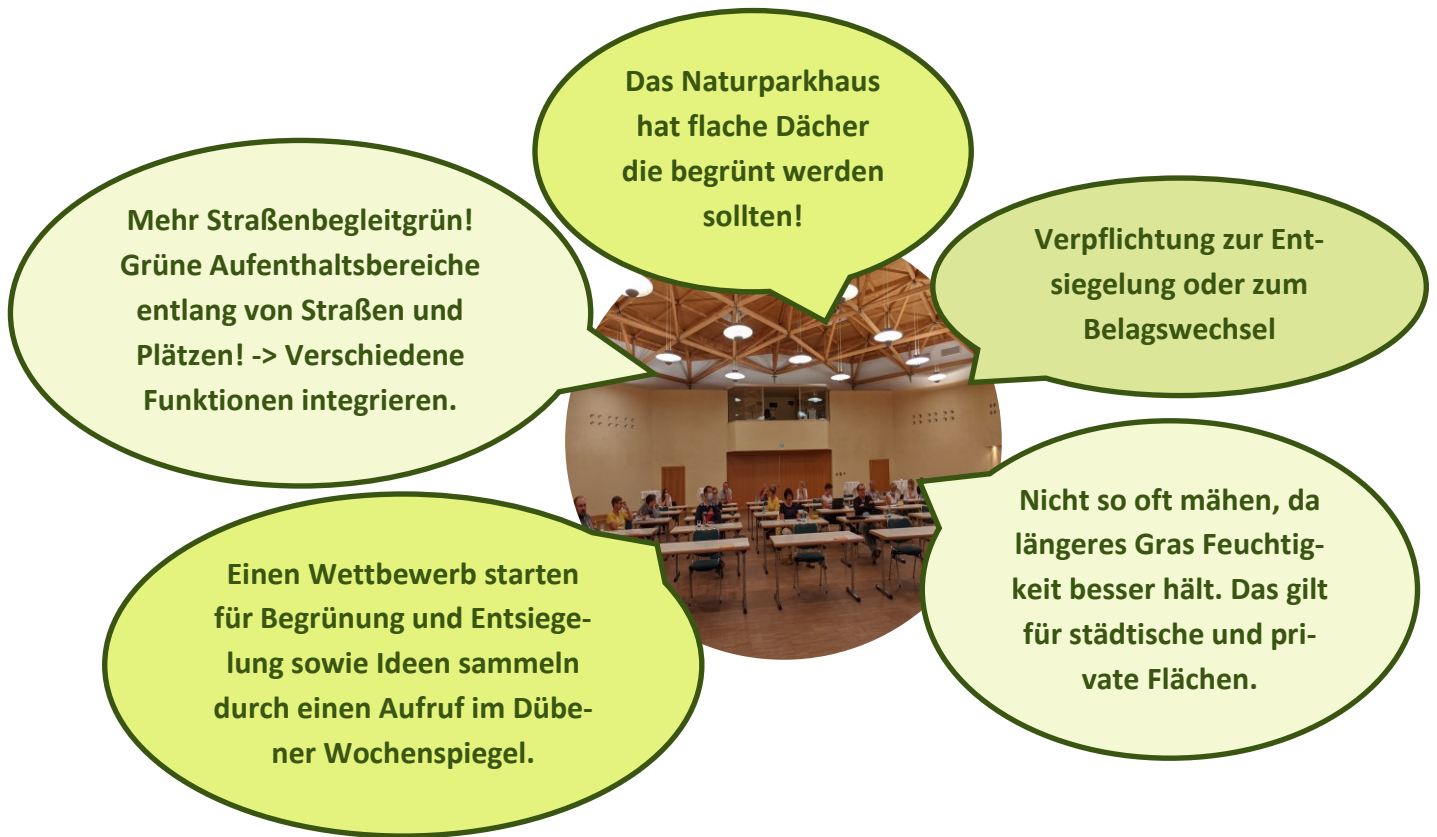 Das Naturparkhaus
hat flache Dächer
die begrünt werden
sollten!
Mehr Straßenbegleitgrün!
Grüne Aufenthaltsbereiche
entlang von Straßen und
Plätzen! -> Verschiedene
Funktionen integrieren.
Verpflichtung zur Ent-
siegelung oder zum
Belagswechsel
Nicht so oft mähen, da
längeres Gras Feuchtig-
keit besser hält. Das gilt
für städtische und pri-
vate Flächen.
Einen Wettbewerb starten
für Begrünung und Entsiege-
lung sowie Ideen sammeln
durch einen Aufruf im Dübe-
ner Wochenspiegel.